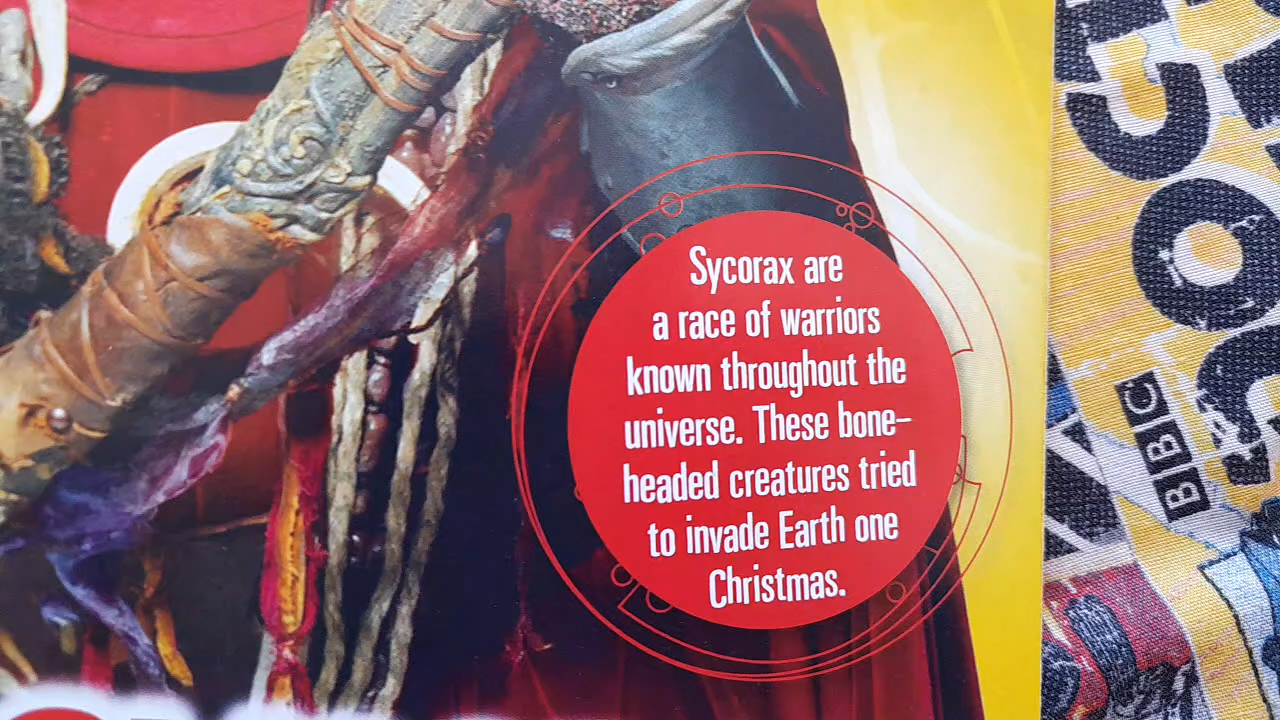 Sycorax are
a race of warriors
known throughout the
universe. These bone–
headed creatures tried
to invade Earth one
Christmas.
BBC